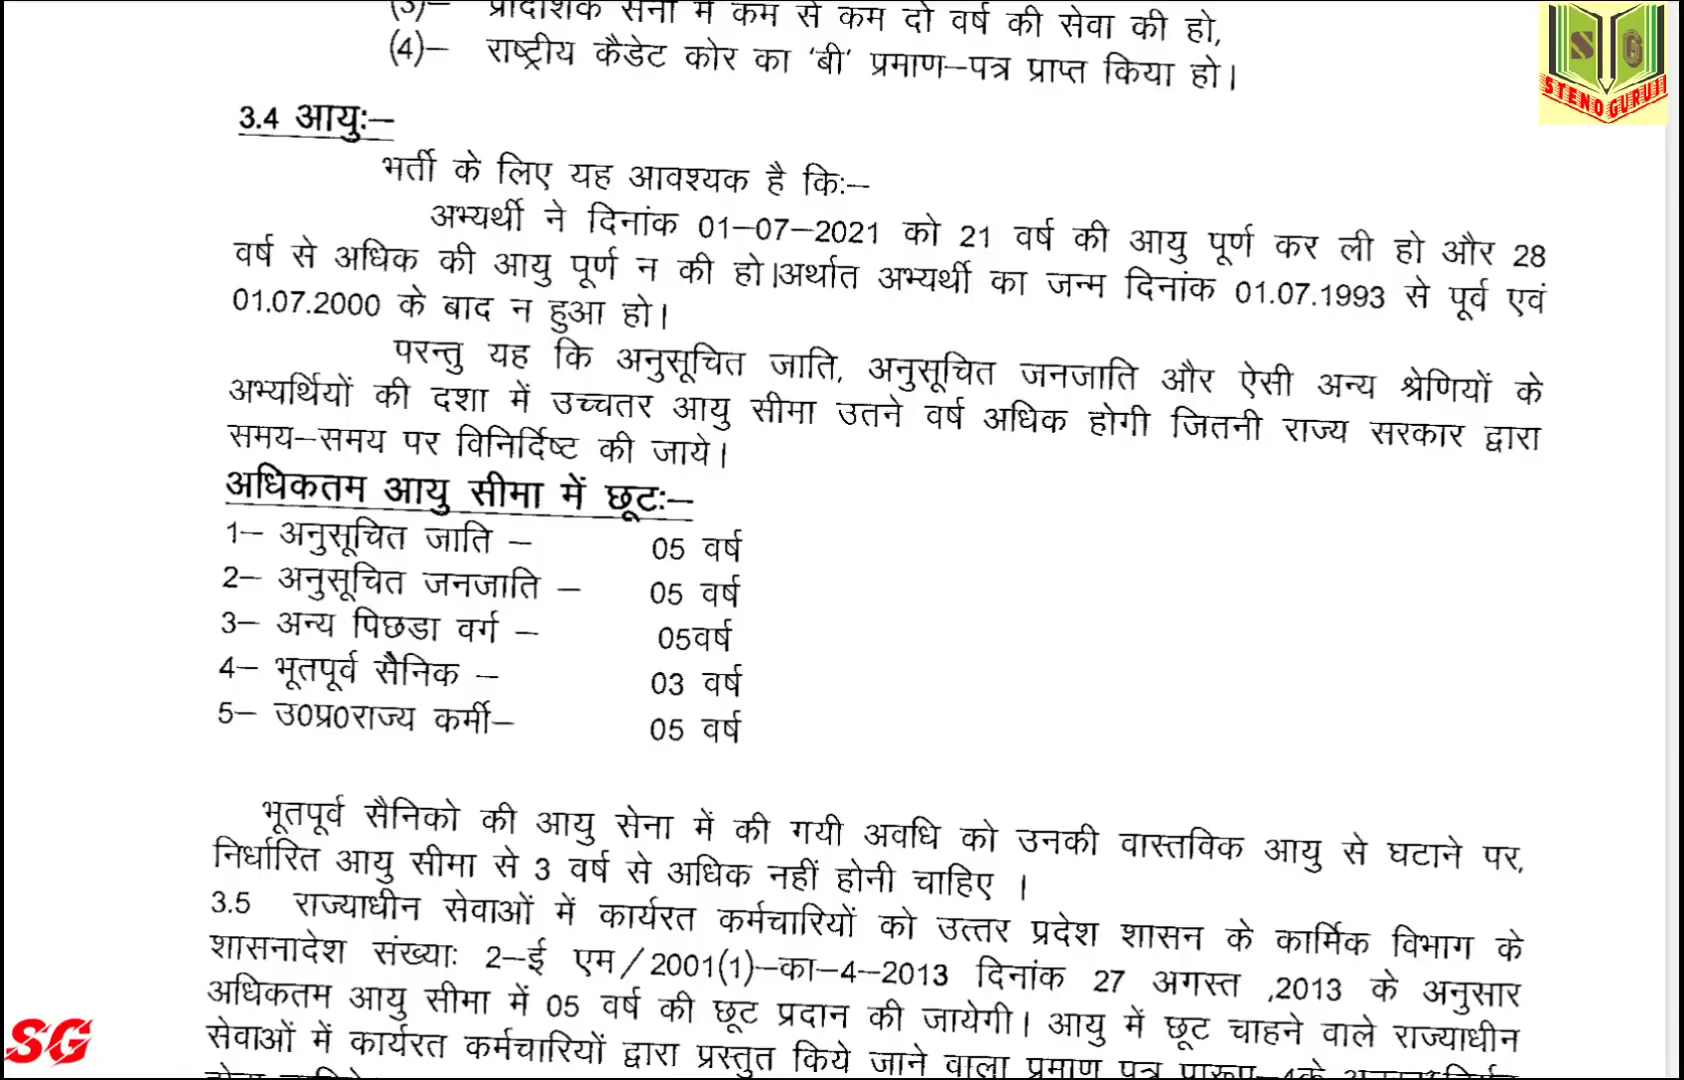 (3)– प्रादेशिक सेना में कम से कम दो वर्ष की सेवा की हो,
(4)– राष्ट्रीय कैडेट कोर का 'बी' प्रमाण–पत्र प्राप्त किया हो।
S G
STENO GURUJI
3.4 आयुः–
भर्ती के लिए यह आवश्यक है किः–
अभ्यर्थी ने दिनांक 01–07–2021 को 21 वर्ष की आयु पूर्ण कर ली हो और 28
वर्ष से अधिक की आयु पूर्ण न की हो।अर्थात अभ्यर्थी का जन्म दिनांक 01.07.1993 से पूर्व एवं
01.07.2000 के बाद न हुआ हो।
परन्तु यह कि अनुसूचित जाति, अनुसूचित जनजाति और ऐसी अन्य श्रेणियों के
अभ्यर्थियों की दशा में उच्चतर आयु सीमा उतने वर्ष अधिक होगी जितनी राज्य सरकार द्वारा
समय–समय पर विनिर्दिष्ट की जाये।
अधिकतम आयु सीमा में छूटः–
1– अनुसूचित जाति – 05 वर्ष
2– अनुसूचित जनजाति – 05 वर्ष
3– अन्य पिछडा वर्ग – 05वर्ष
4– भूतपूर्व सैनिक – 03 वर्ष
5– उ0प्र0राज्य कर्मी– 05 वर्ष
भूतपूर्व सैनिको की आयु सेना में की गयी अवधि को उनकी वास्तविक आयु से घटाने पर,
निर्धारित आयु सीमा से 3 वर्ष से अधिक नहीं होनी चाहिए ।
3.5 राज्याधीन सेवाओं में कार्यरत कर्मचारियों को उत्तर प्रदेश शासन के कार्मिक विभाग के
शासनादेश संख्याः 2–ई एम/2001(1)–का–4–2013 दिनांक 27 अगस्त ,2013 के अनुसार
अधिकतम आयु सीमा में 05 वर्ष की छूट प्रदान की जायेगी। आयु में छूट चाहने वाले राज्याधीन
सेवाओं में कार्यरत कर्मचारियों द्वारा प्रस्तुत किये जाने वाला प्रमाण पत्र प्रारूप–4के
SG